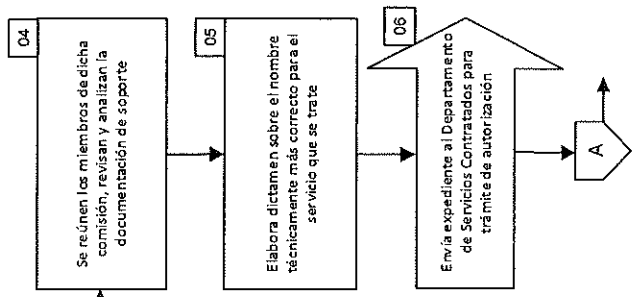 04
Se reúnen los miembros de dicha
comisión, revisan y analizan la
documentación de soporte
05
Elabora dictamen sobre el nombre
técnicamente más correcto para el
servicio que se trate
06
Envía expediente al Departamento
de Servicios Contratados para
trámite de autorización
A